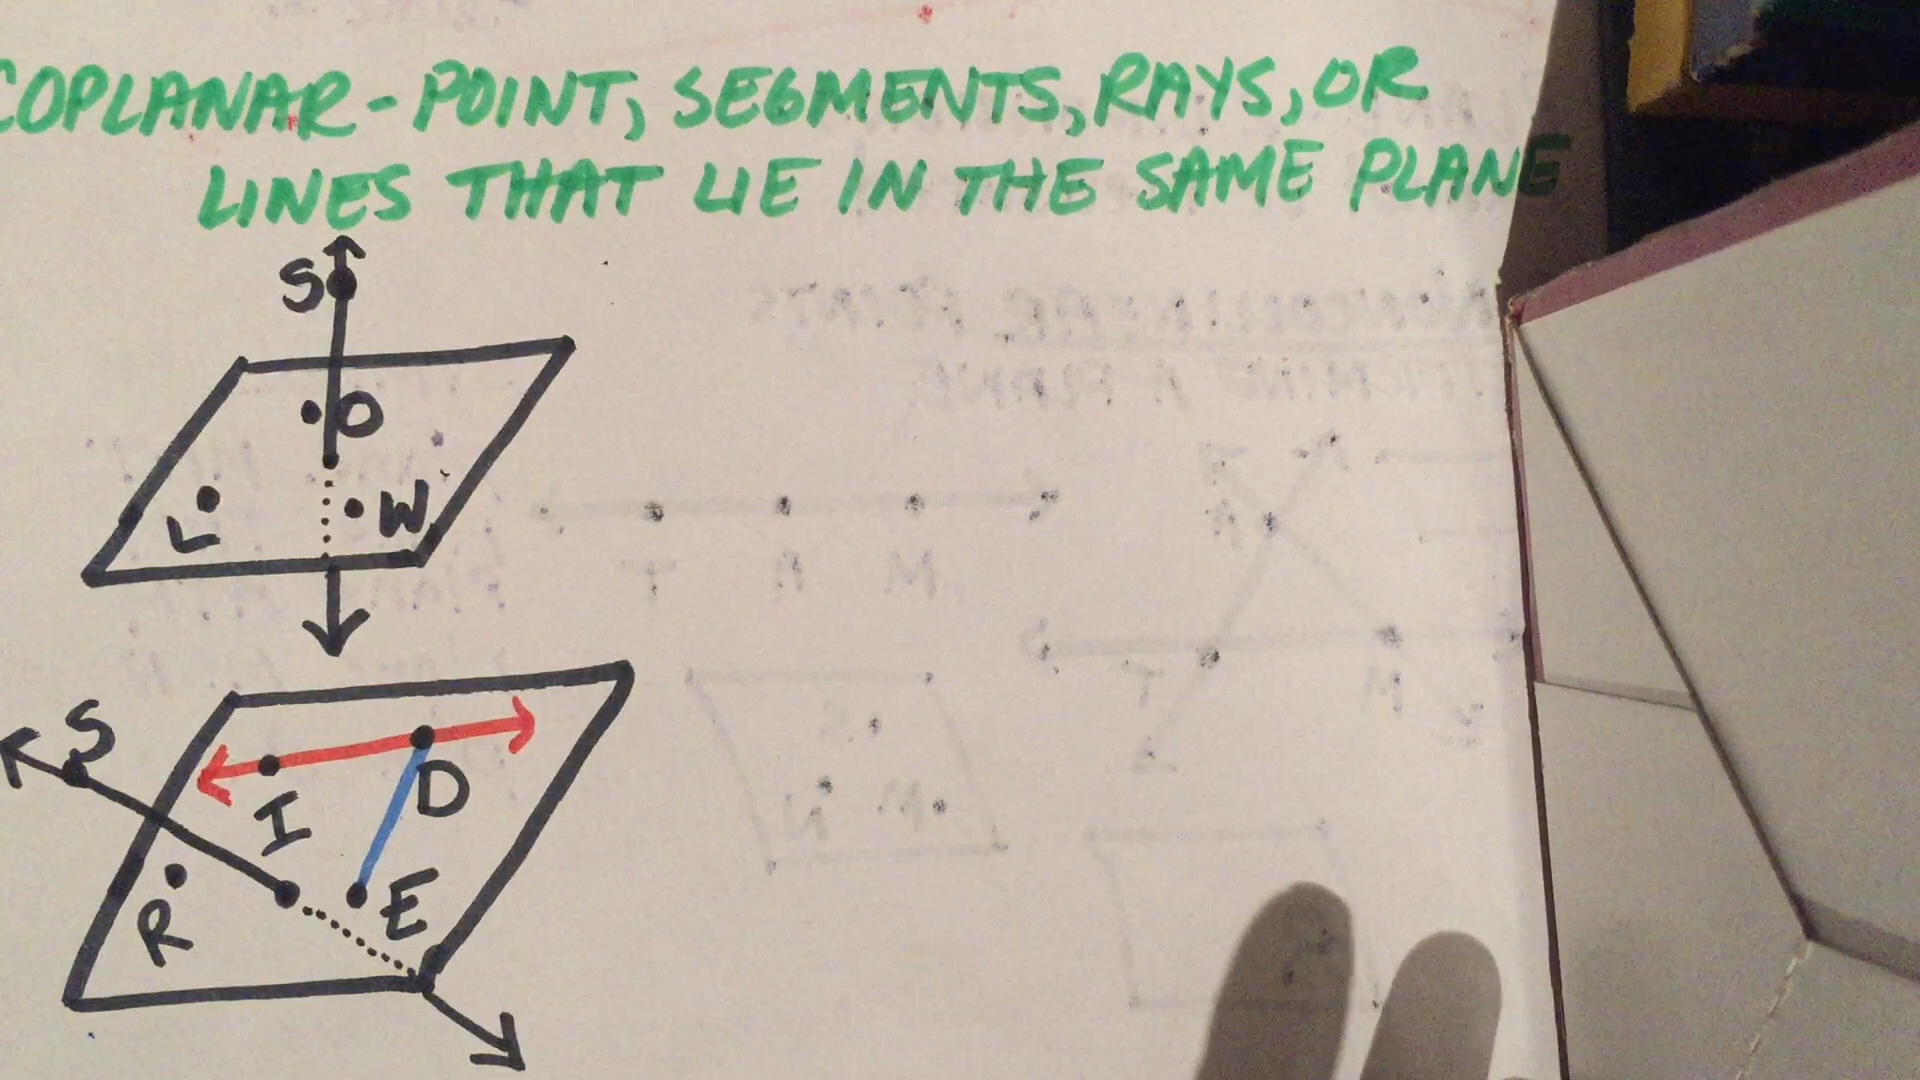 COPLANAR - POINT, SEGMENTS, RAYS, OR
LINES THAT LIE IN THE SAME PLANE
S
O
L
W
S
D
I
E
R